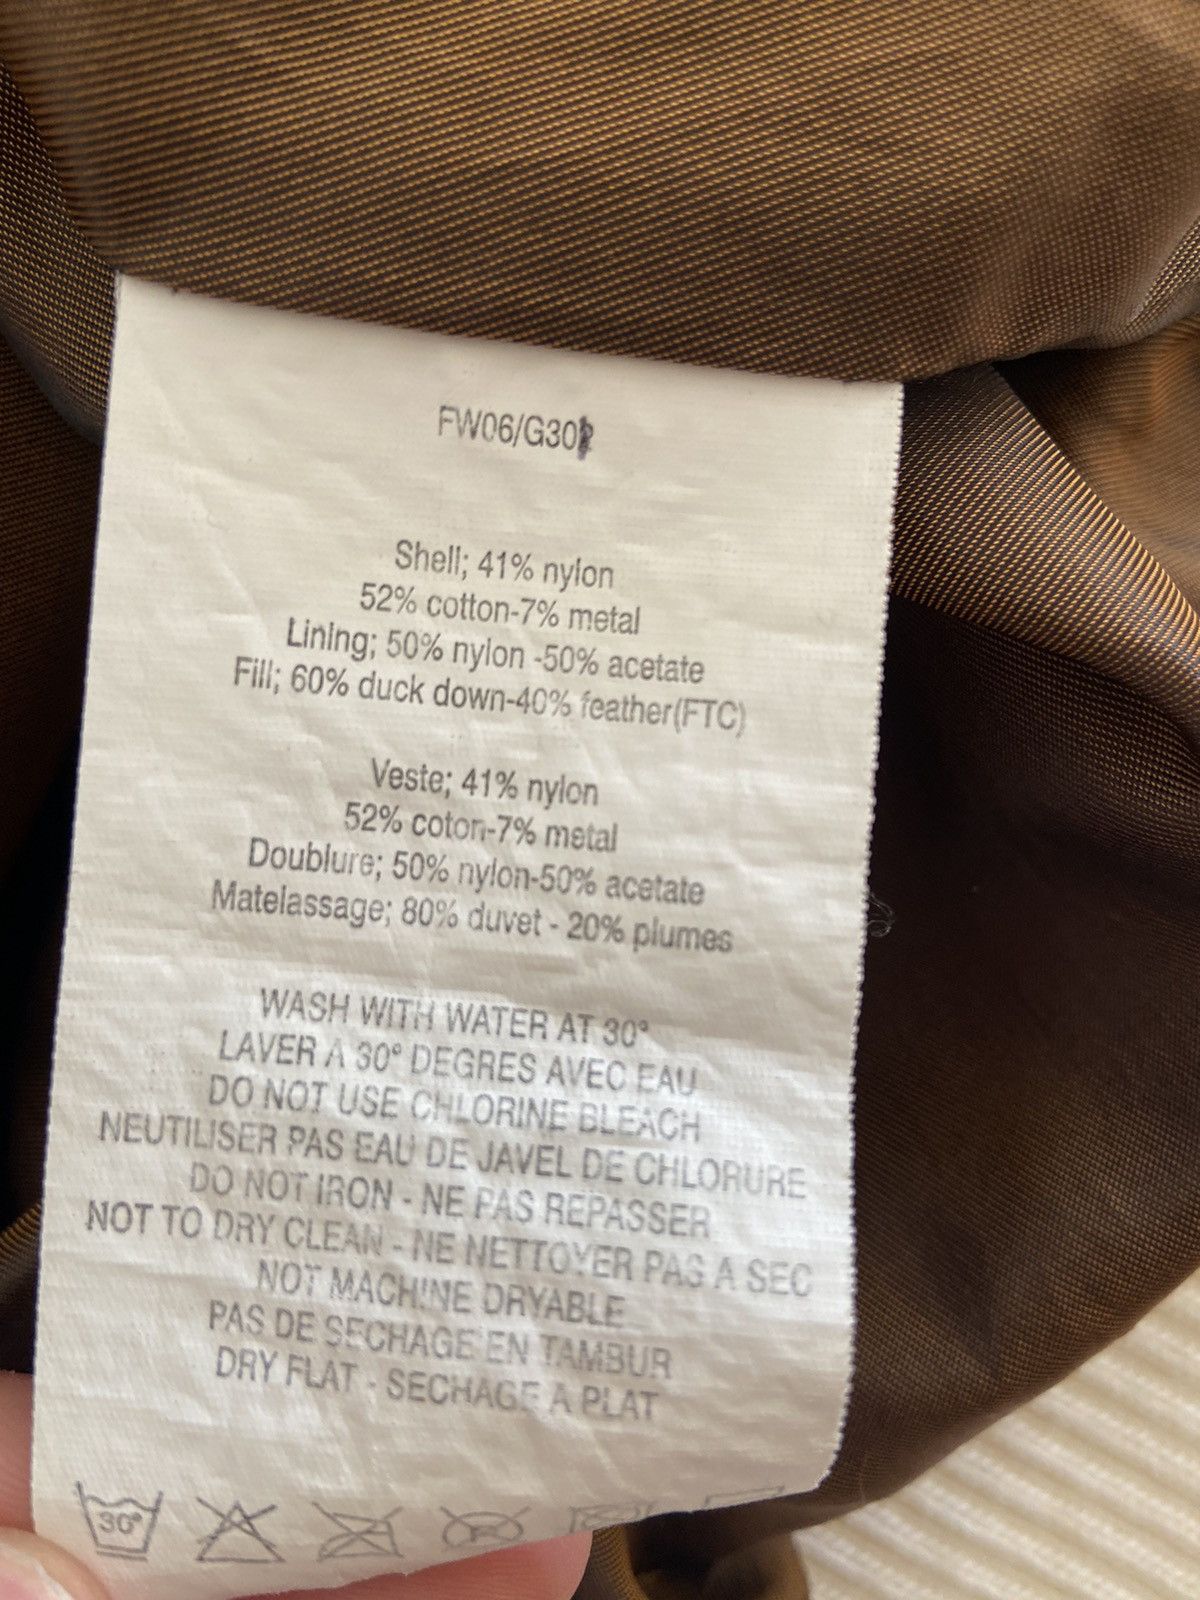 FW06/G30
Shell; 41% nylon
52% cotton-7% metal
Lining; 50% nylon -50% acetate
Fill; 60% duck down-40% feather(FTC)
Veste; 41% nylon
52% coton-7% metal
Doublure; 50% nylon-50% acetate
Matelassage; 80% duvet - 20% plumes
WASH WITH WATER AT 30°
LAVER A 30° DEGRES AVEC EAU
DO NOT USE CHLORINE BLEACH
NEUTILISER PAS EAU DE JAVEL DE CHLORURE
DO NOT IRON - NE PAS REPASSER
NOT TO DRY CLEAN - NE NETTOYER PAS A SEC
NOT MACHINE DRYABLE
PAS DE SECHAGE EN TAMBUR
DRY FLAT - SECHAGE A PLAT
30°